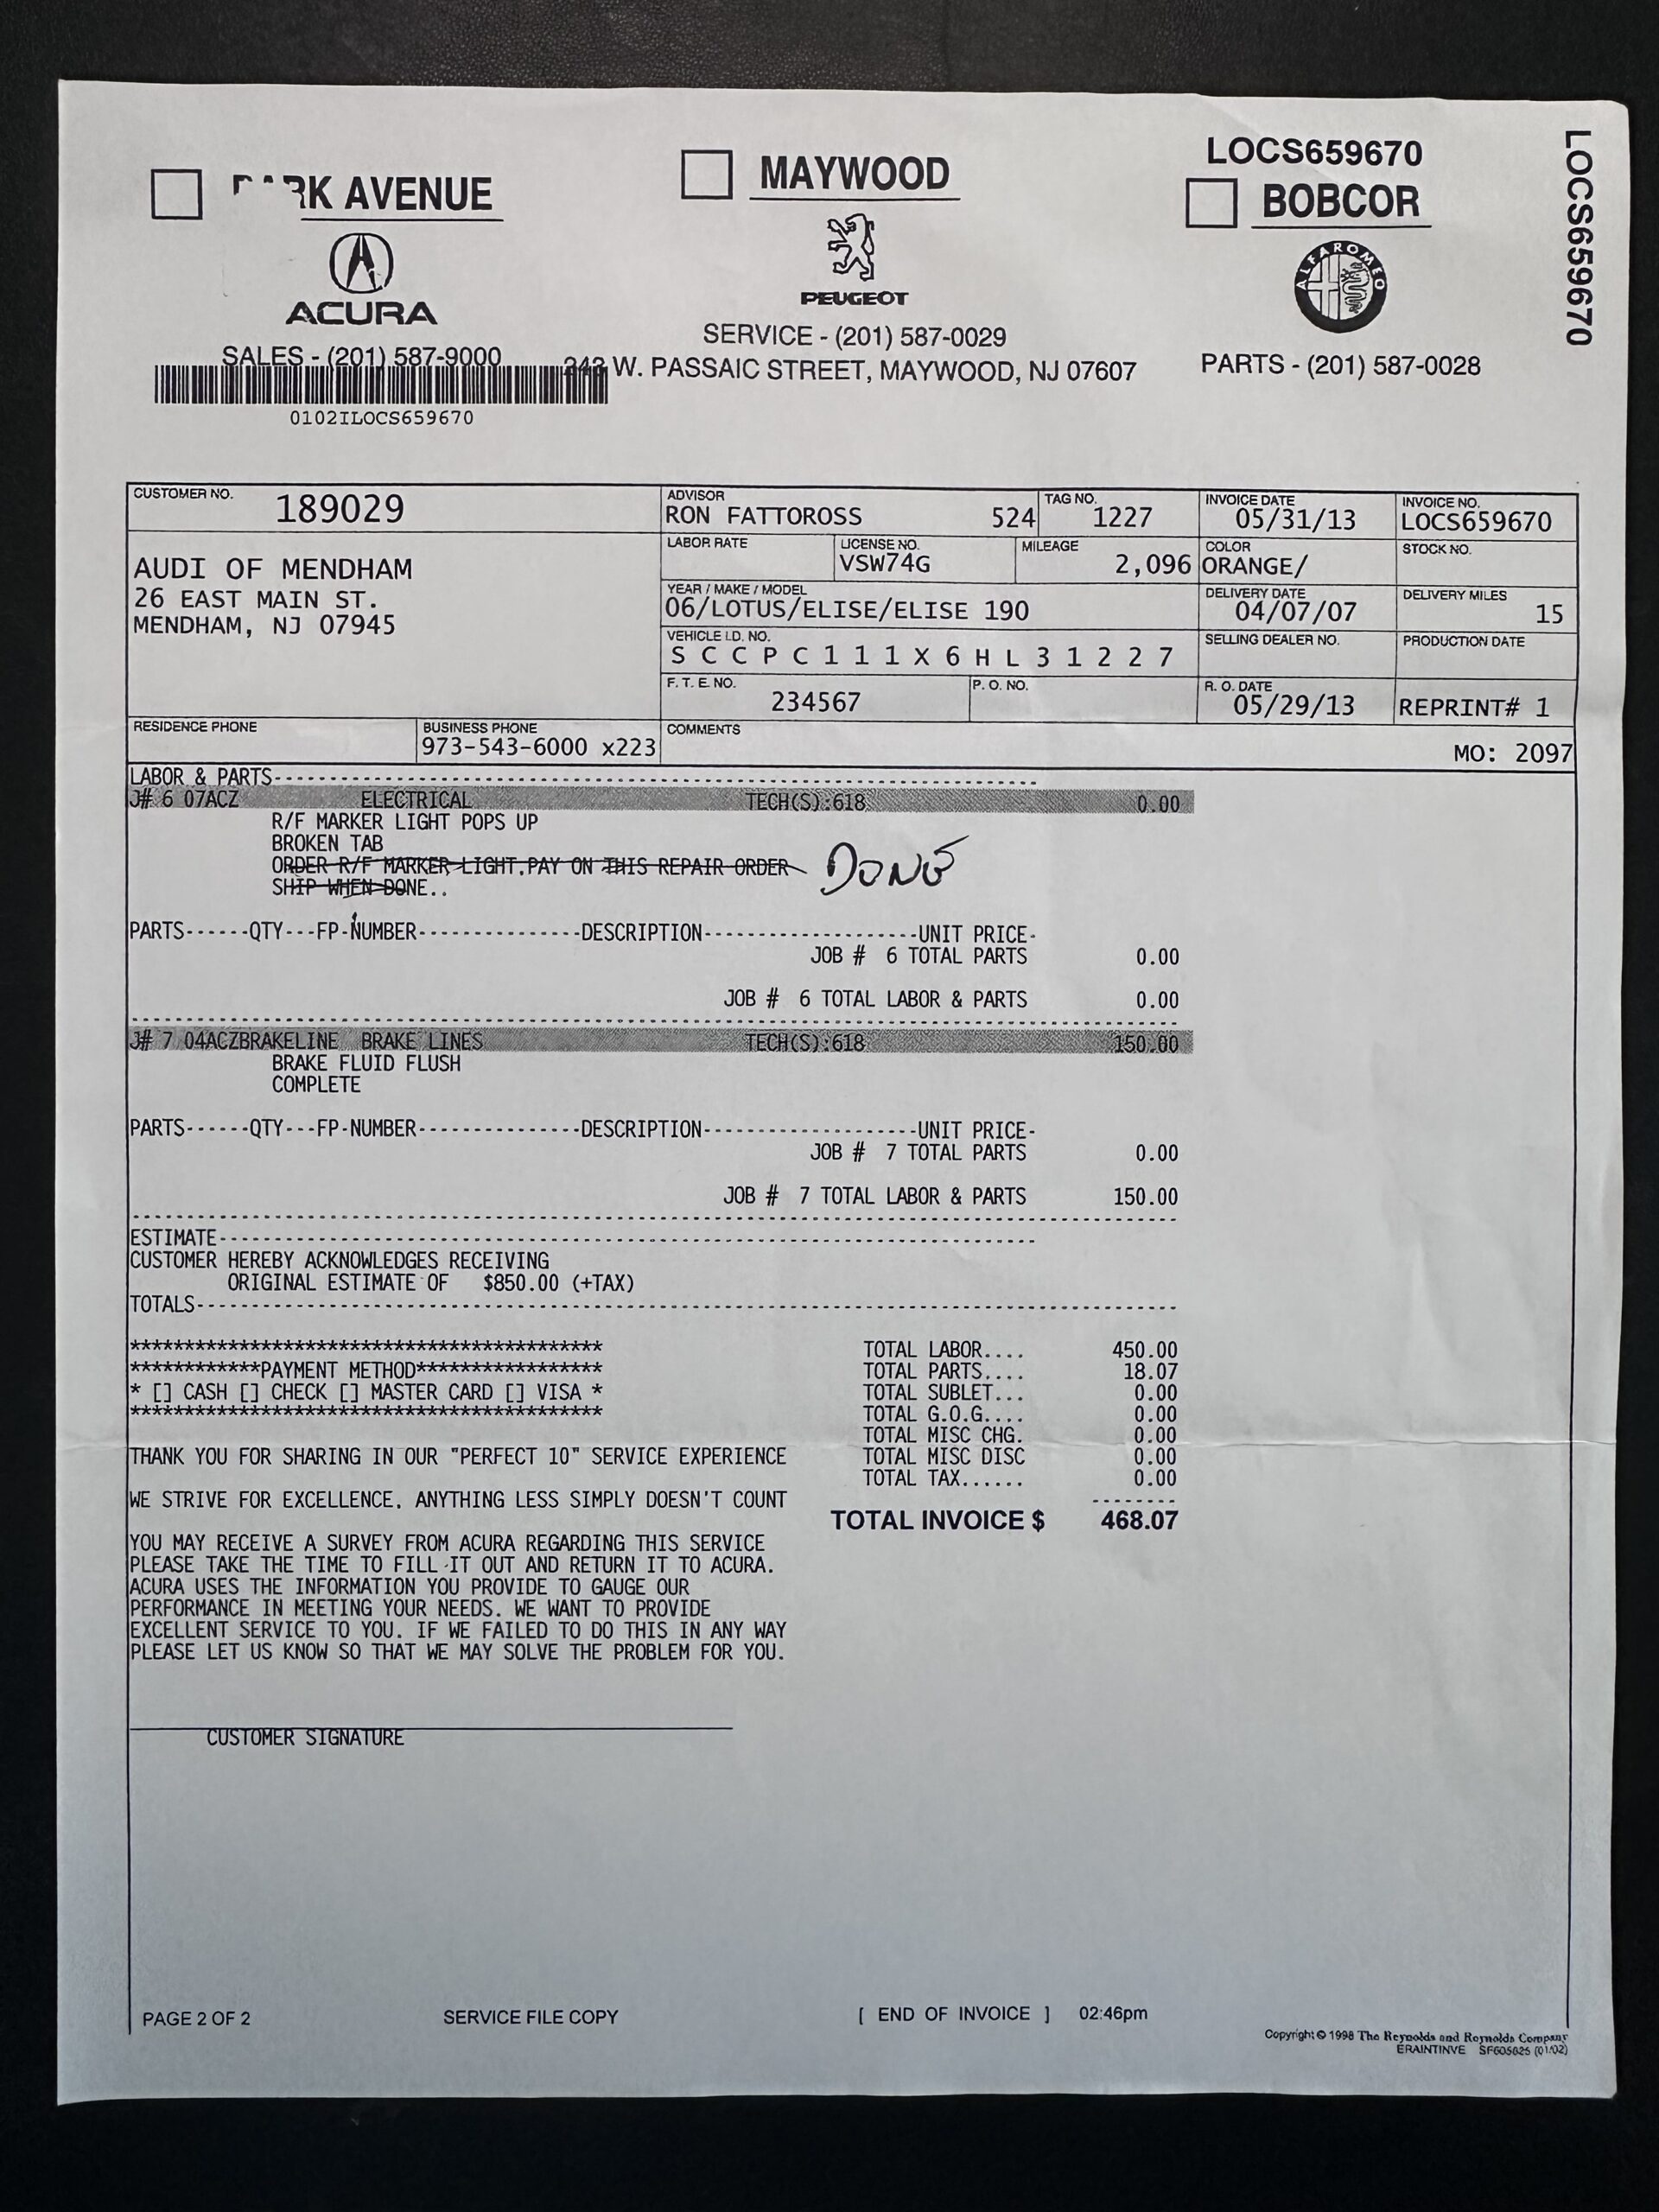 LOCS659670
LOCS659670
RK AVENUE
MAYWOOD
BOBCOR
ALFA ROMEO
ACURA
PEUGEOT
SALES - (201) 587-9000
SERVICE - (201) 587-0029
W. PASSAIC STREET, MAYWOOD, NJ 07607
PARTS - (201) 587-0028
0102ILOCS659670
CUSTOMER NO. 189029
ADVISOR RON FATTOROSS 524
TAG NO. 1227
INVOICE DATE 05/31/13
INVOICE NO. LOCS659670
AUDI OF MENDHAM
26 EAST MAIN ST.
MENDHAM, NJ 07945
LABOR RATE
LICENSE NO. VSW74G
MILEAGE 2,096
COLOR ORANGE/
STOCK NO.
YEAR / MAKE / MODEL 06/LOTUS/ELISE/ELISE 190
DELIVERY DATE 04/07/07
DELIVERY MILES 15
VEHICLE I.D. NO. S C C P C 1 1 1 X 6 H L 3 1 2 2 7
SELLING DEALER NO.
PRODUCTION DATE
F. T. E. NO. 234567
P. O. NO.
R. O. DATE 05/29/13
REPRINT# 1
RESIDENCE PHONE
BUSINESS PHONE 973-543-6000 x223
COMMENTS
MO: 2097
LABOR & PARTS
J# 6 07ACZ ELECTRICAL TECH(S):618 0.00
R/F MARKER LIGHT POPS UP
BROKEN TAB
ORDER R/F MARKER LIGHT.PAY ON THIS REPAIR ORDER DONE
SHIP WHEN DONE..
PARTS------QTY---FP-NUMBER---------------DESCRIPTION--------------------UNIT PRICE-
JOB # 6 TOTAL PARTS 0.00
JOB # 6 TOTAL LABOR & PARTS 0.00
J# 7 04ACZBRAKELINE BRAKE LINES TECH(S):618 150.00
BRAKE FLUID FLUSH
COMPLETE
PARTS------QTY---FP-NUMBER---------------DESCRIPTION--------------------UNIT PRICE-
JOB # 7 TOTAL PARTS 0.00
JOB # 7 TOTAL LABOR & PARTS 150.00
ESTIMATE
CUSTOMER HEREBY ACKNOWLEDGES RECEIVING
ORIGINAL ESTIMATE OF $850.00 (+TAX)
TOTALS
*******************************************
************PAYMENT METHOD*****************
* [] CASH [] CHECK [] MASTER CARD [] VISA *
*******************************************
TOTAL LABOR.... 450.00
TOTAL PARTS.... 18.07
TOTAL SUBLET... 0.00
TOTAL G.O.G.... 0.00
TOTAL MISC CHG. 0.00
TOTAL MISC DISC 0.00
TOTAL TAX...... 0.00
TOTAL INVOICE $ 468.07
THANK YOU FOR SHARING IN OUR "PERFECT 10" SERVICE EXPERIENCE
WE STRIVE FOR EXCELLENCE. ANYTHING LESS SIMPLY DOESN'T COUNT
YOU MAY RECEIVE A SURVEY FROM ACURA REGARDING THIS SERVICE
PLEASE TAKE THE TIME TO FILL IT OUT AND RETURN IT TO ACURA.
ACURA USES THE INFORMATION YOU PROVIDE TO GAUGE OUR
PERFORMANCE IN MEETING YOUR NEEDS. WE WANT TO PROVIDE
EXCELLENT SERVICE TO YOU. IF WE FAILED TO DO THIS IN ANY WAY
PLEASE LET US KNOW SO THAT WE MAY SOLVE THE PROBLEM FOR YOU.
CUSTOMER SIGNATURE
PAGE 2 OF 2 SERVICE FILE COPY [ END OF INVOICE ] 02:46pm
Copyright © 1998 The Reynolds and Reynolds Company
ERAINTINVE SF605825 (01/02)